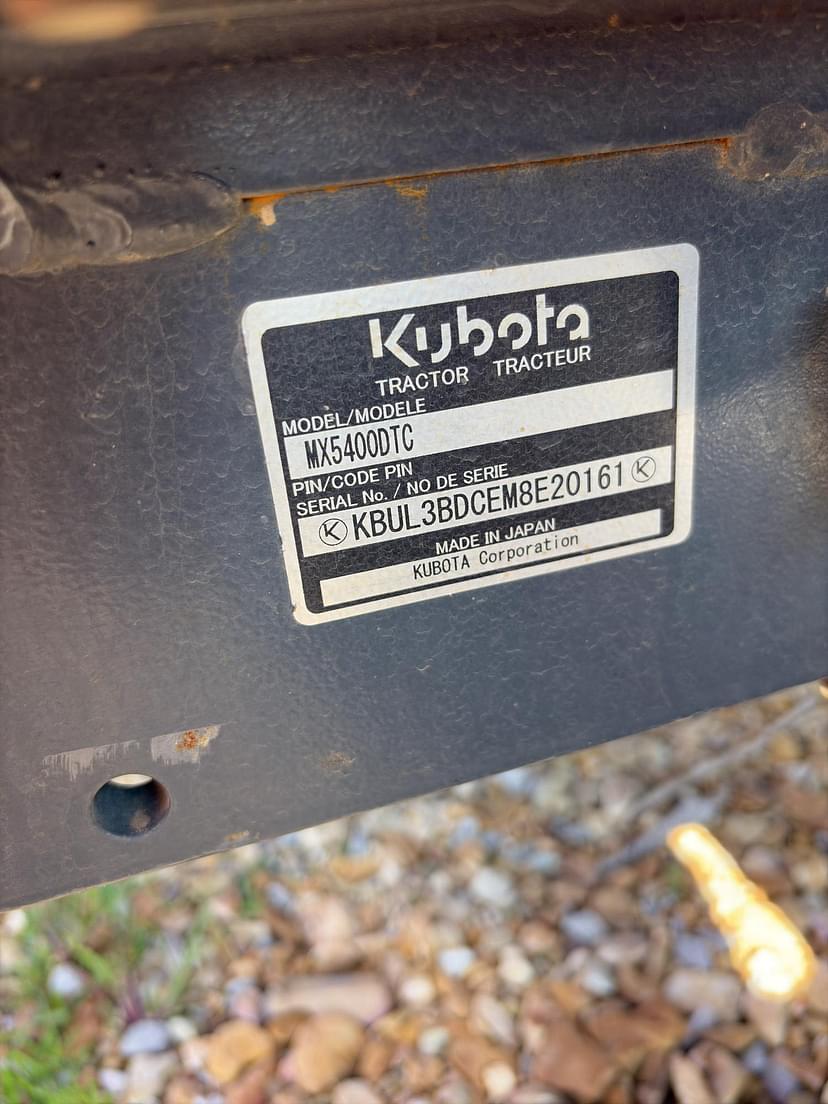 Kubota
TRACTOR TRACTEUR
MODEL/MODELE
MX5400DTC
PIN/CODE PIN
SERIAL No. / NO DE SERIE
K KBUL3BDCEM8E20161 K
MADE IN JAPAN
KUBOTA Corporation